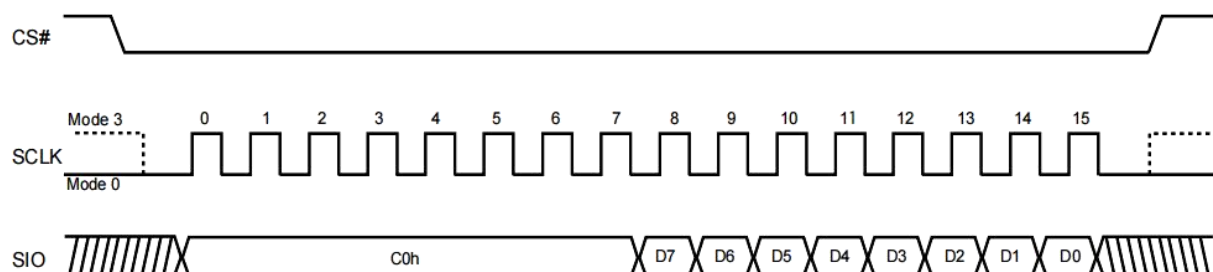 CS#
Mode 3 0 1 2 3 4 5 6 7 8 9 10 11 12 13 14 15
SCLK
Mode 0
SIO C0h D7 D6 D5 D4 D3 D2 D1 D0